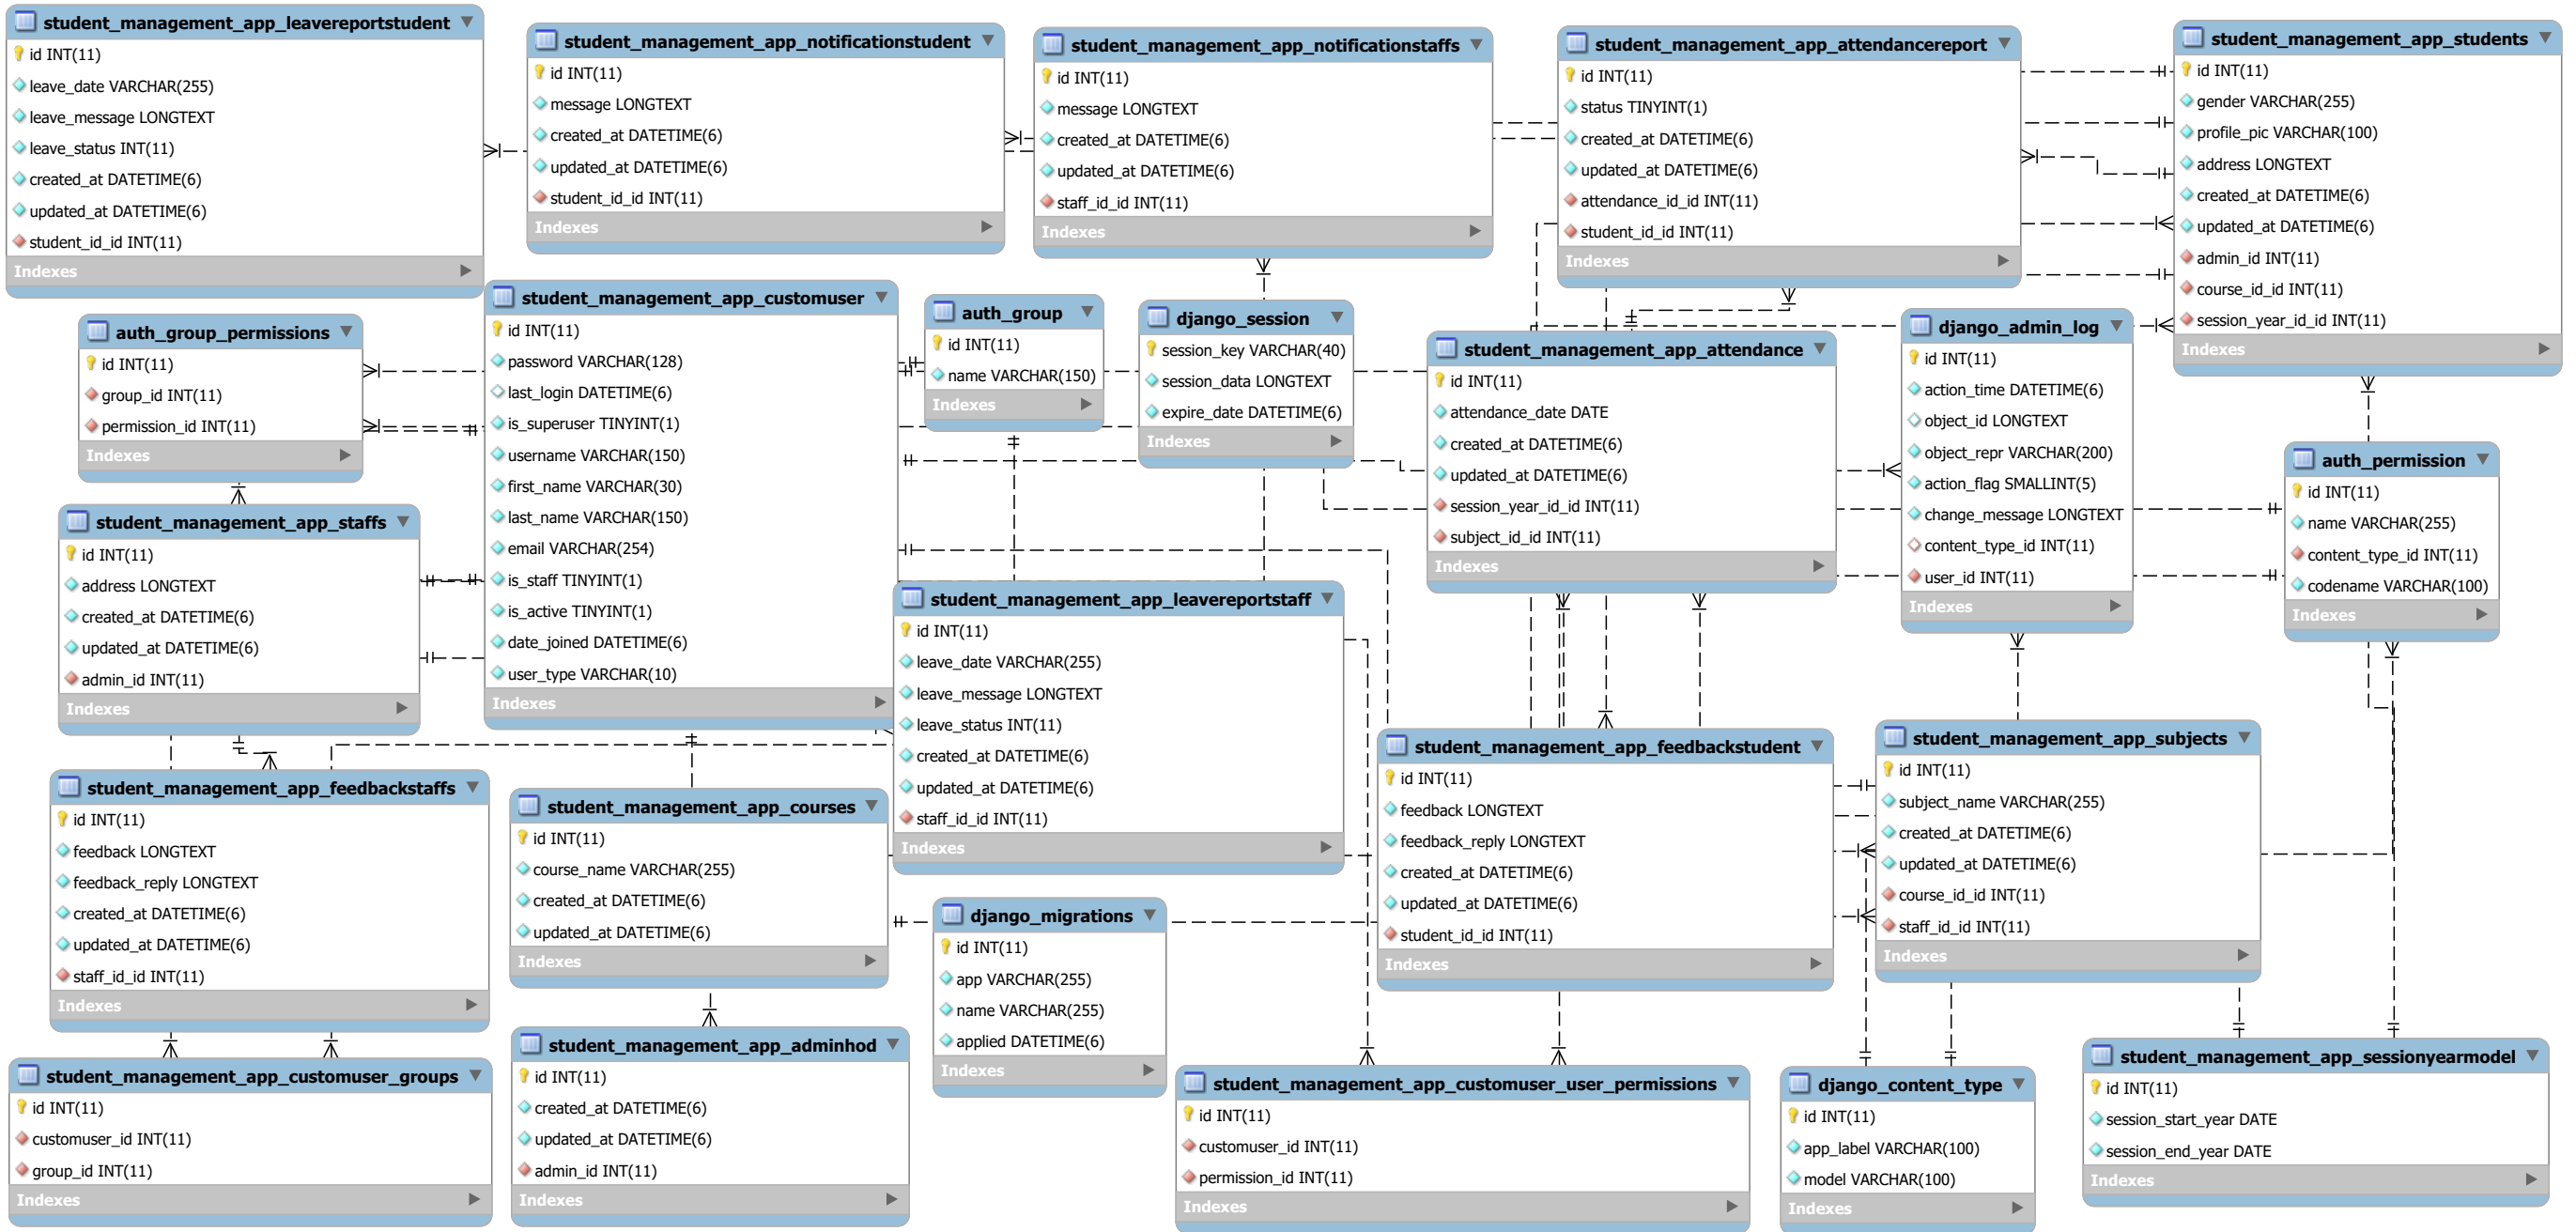 student_management_app_leavereportstudent
id INT(11)
leave_date VARCHAR(255)
leave_message LONGTEXT
leave_status INT(11)
created_at DATETIME(6)
updated_at DATETIME(6)
student_id_id INT(11)
Indexes
student_management_app_notificationstudent
id INT(11)
message LONGTEXT
created_at DATETIME(6)
updated_at DATETIME(6)
student_id_id INT(11)
Indexes
student_management_app_notificationstaffs
id INT(11)
message LONGTEXT
created_at DATETIME(6)
updated_at DATETIME(6)
staff_id_id INT(11)
Indexes
student_management_app_attendancereport
id INT(11)
status TINYINT(1)
created_at DATETIME(6)
updated_at DATETIME(6)
attendance_id_id INT(11)
student_id_id INT(11)
Indexes
student_management_app_students
id INT(11)
gender VARCHAR(255)
profile_pic VARCHAR(100)
address LONGTEXT
created_at DATETIME(6)
updated_at DATETIME(6)
admin_id INT(11)
course_id_id INT(11)
session_year_id_id INT(11)
Indexes
auth_group_permissions
id INT(11)
group_id INT(11)
permission_id INT(11)
Indexes
student_management_app_customuser
id INT(11)
password VARCHAR(128)
last_login DATETIME(6)
is_superuser TINYINT(1)
username VARCHAR(150)
first_name VARCHAR(30)
last_name VARCHAR(150)
email VARCHAR(254)
is_staff TINYINT(1)
is_active TINYINT(1)
date_joined DATETIME(6)
user_type VARCHAR(10)
Indexes
auth_group
id INT(11)
name VARCHAR(150)
Indexes
django_session
session_key VARCHAR(40)
session_data LONGTEXT
expire_date DATETIME(6)
Indexes
student_management_app_attendance
id INT(11)
attendance_date DATE
created_at DATETIME(6)
updated_at DATETIME(6)
session_year_id_id INT(11)
subject_id_id INT(11)
Indexes
django_admin_log
id INT(11)
action_time DATETIME(6)
object_id LONGTEXT
object_repr VARCHAR(200)
action_flag SMALLINT(5)
change_message LONGTEXT
content_type_id INT(11)
user_id INT(11)
Indexes
auth_permission
id INT(11)
name VARCHAR(255)
content_type_id INT(11)
codename VARCHAR(100)
Indexes
student_management_app_staffs
id INT(11)
address LONGTEXT
created_at DATETIME(6)
updated_at DATETIME(6)
admin_id INT(11)
Indexes
student_management_app_leavereportstaff
id INT(11)
leave_date VARCHAR(255)
leave_message LONGTEXT
leave_status INT(11)
created_at DATETIME(6)
updated_at DATETIME(6)
staff_id_id INT(11)
Indexes
student_management_app_feedbackstudent
id INT(11)
feedback LONGTEXT
feedback_reply LONGTEXT
created_at DATETIME(6)
updated_at DATETIME(6)
student_id_id INT(11)
Indexes
student_management_app_subjects
id INT(11)
subject_name VARCHAR(255)
created_at DATETIME(6)
updated_at DATETIME(6)
course_id_id INT(11)
staff_id_id INT(11)
Indexes
student_management_app_feedbackstaffs
id INT(11)
feedback LONGTEXT
feedback_reply LONGTEXT
created_at DATETIME(6)
updated_at DATETIME(6)
staff_id_id INT(11)
Indexes
student_management_app_courses
id INT(11)
course_name VARCHAR(255)
created_at DATETIME(6)
updated_at DATETIME(6)
Indexes
django_migrations
id INT(11)
app VARCHAR(255)
name VARCHAR(255)
applied DATETIME(6)
Indexes
student_management_app_customuser_groups
id INT(11)
customuser_id INT(11)
group_id INT(11)
Indexes
student_management_app_adminhod
id INT(11)
created_at DATETIME(6)
updated_at DATETIME(6)
admin_id INT(11)
Indexes
student_management_app_customuser_user_permissions
id INT(11)
customuser_id INT(11)
permission_id INT(11)
Indexes
django_content_type
id INT(11)
app_label VARCHAR(100)
model VARCHAR(100)
Indexes
student_management_app_sessionyearmodel
id INT(11)
session_start_year DATE
session_end_year DATE
Indexes